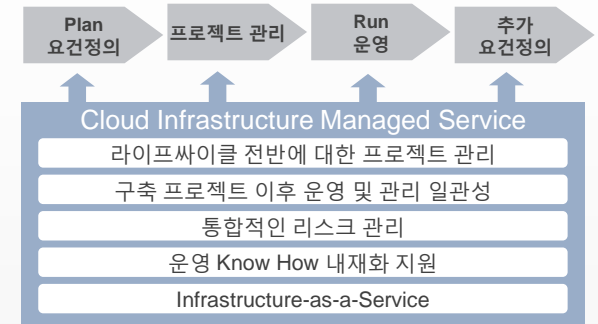 Plan
요건정의
프로젝트 관리
Run
운영
추가
요건정의
Cloud Infrastructure Managed Service
라이프싸이클 전반에 대한 프로젝트 관리
구축 프로젝트 이후 운영 및 관리 일관성
통합적인 리스크 관리
운영 Know How 내재화 지원
Infrastructure-as-a-Service